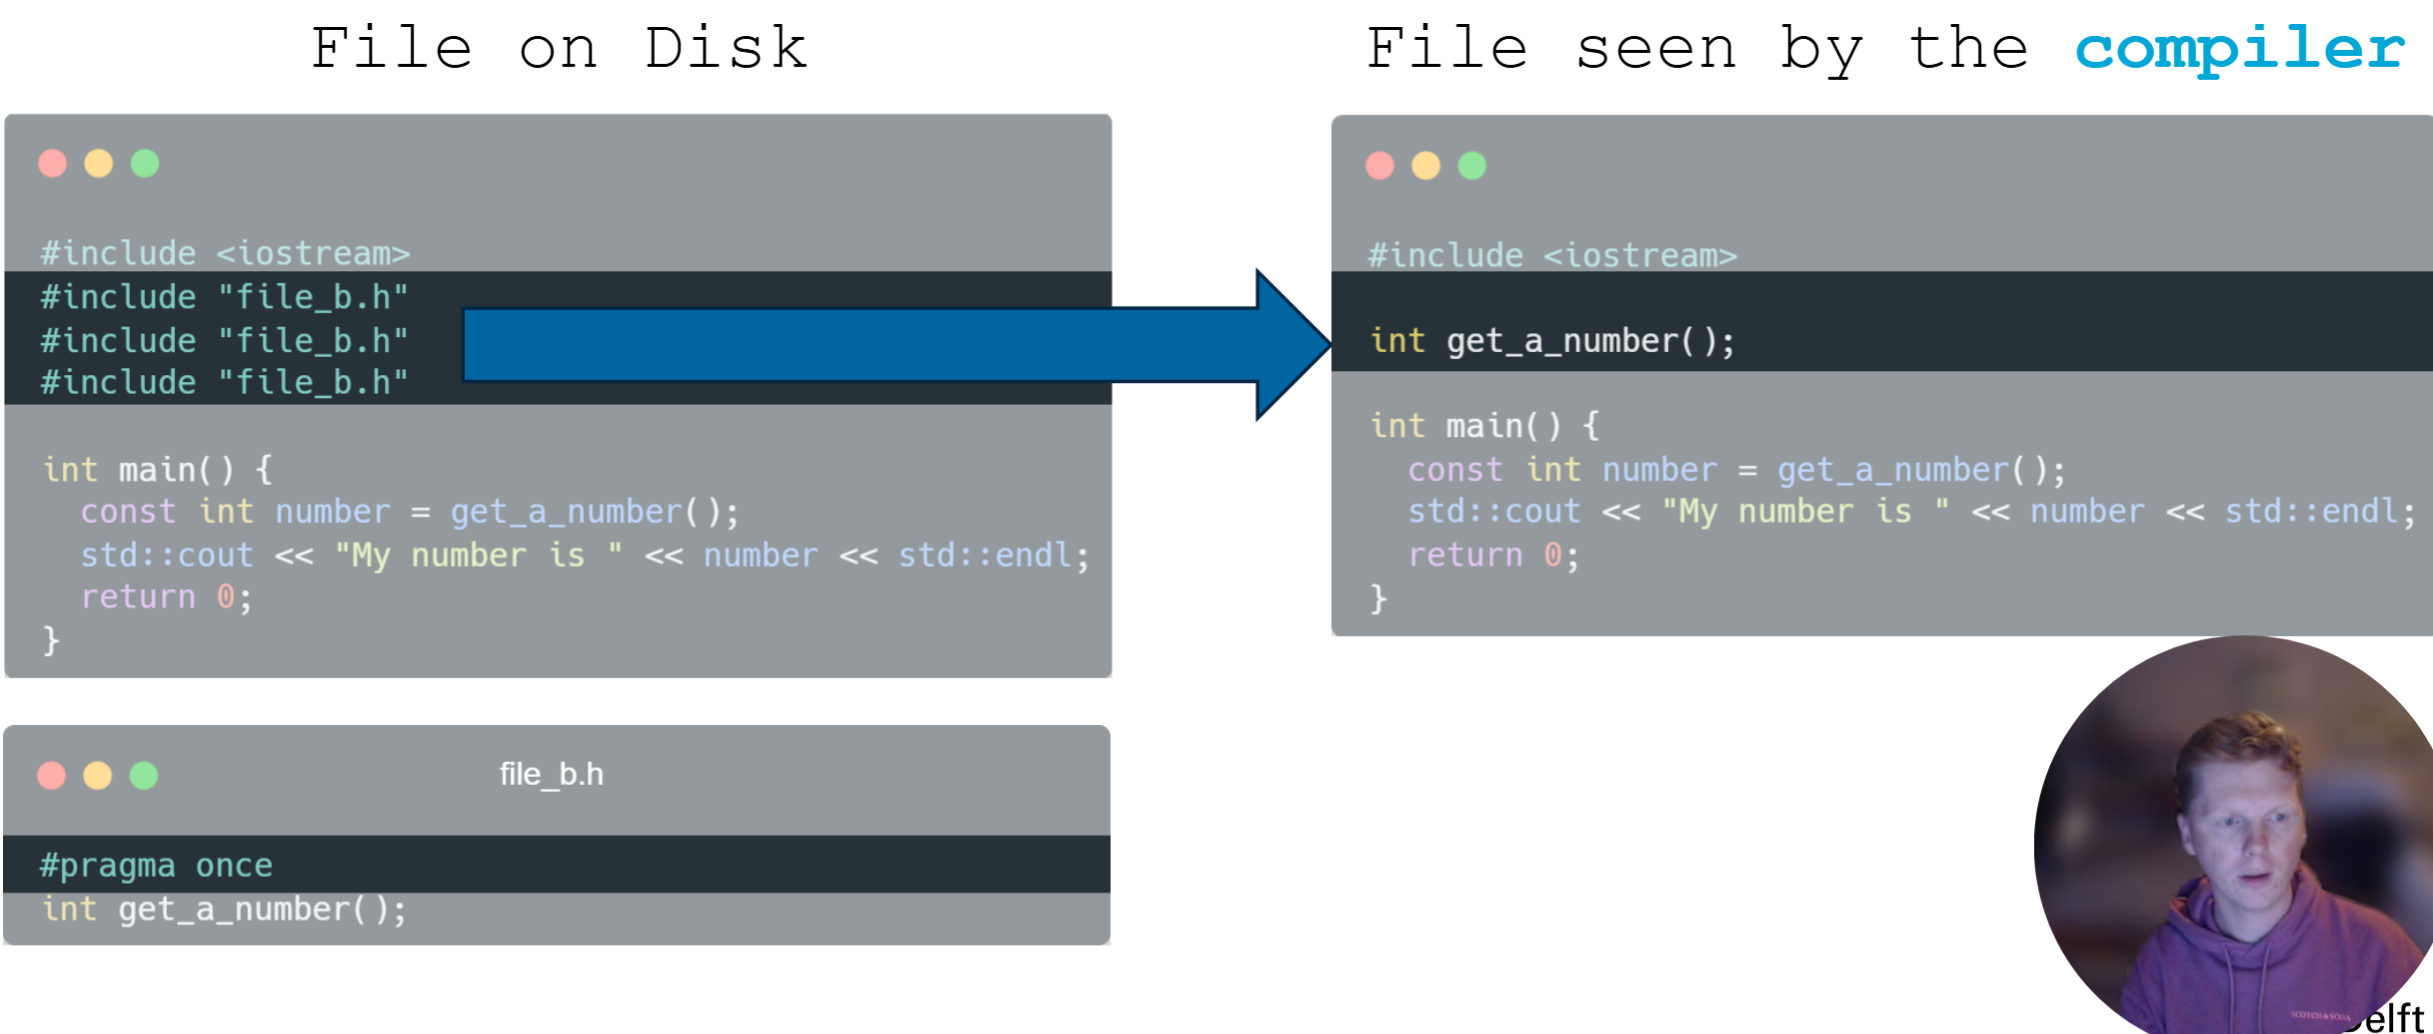 File on Disk
#include <iostream>
#include "file_b.h"
#include "file_b.h"
#include "file_b.h"
int main() {
  const int number = get_a_number();
  std::cout << "My number is " << number << std::endl;
  return 0;
}
file_b.h
#pragma once
int get_a_number();
File seen by the compiler
#include <iostream>
int get_a_number();
int main() {
  const int number = get_a_number();
  std::cout << "My number is " << number << std::endl;
  return 0;
}
SCOTCH & SODA
elft